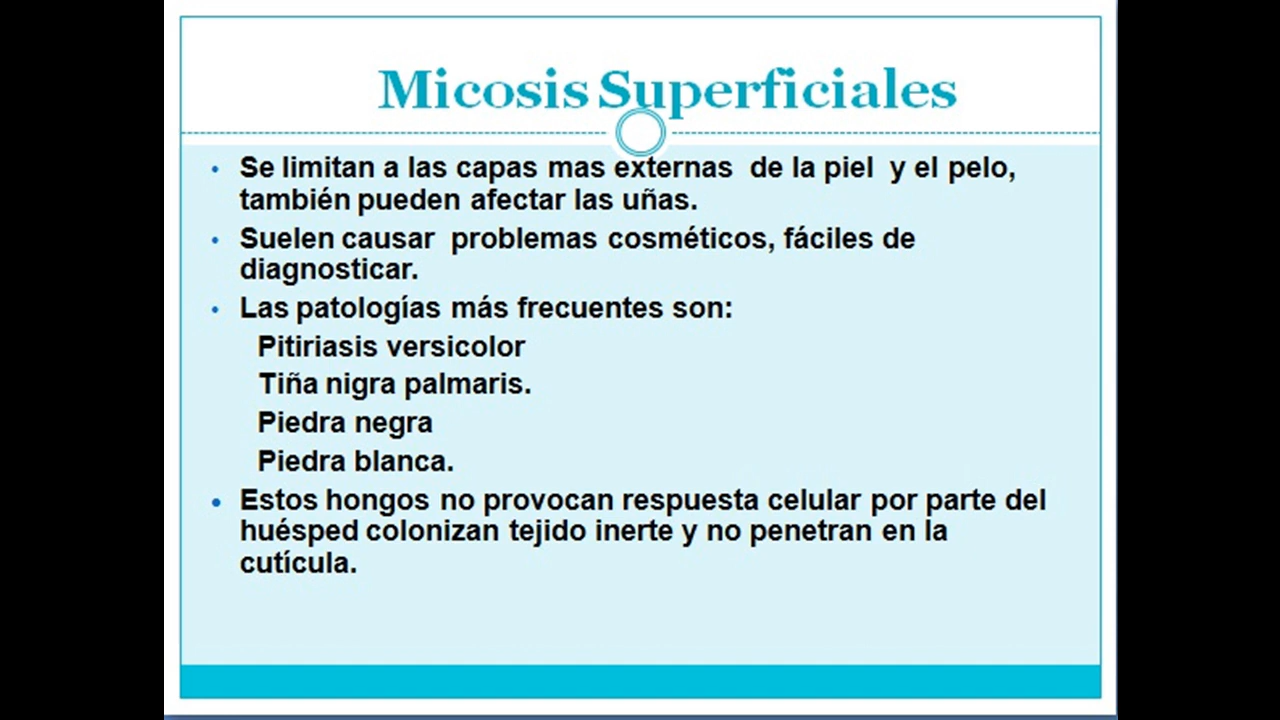 Micosis Superficiales
• Se limitan a las capas mas externas de la piel y el pelo,
también pueden afectar las uñas.
• Suelen causar problemas cosméticos, fáciles de
diagnosticar.
• Las patologías más frecuentes son:
Pitiriasis versicolor
Tiña nigra palmaris.
Piedra negra
Piedra blanca.
• Estos hongos no provocan respuesta celular por parte del
huésped colonizan tejido inerte y no penetran en la
cutícula.